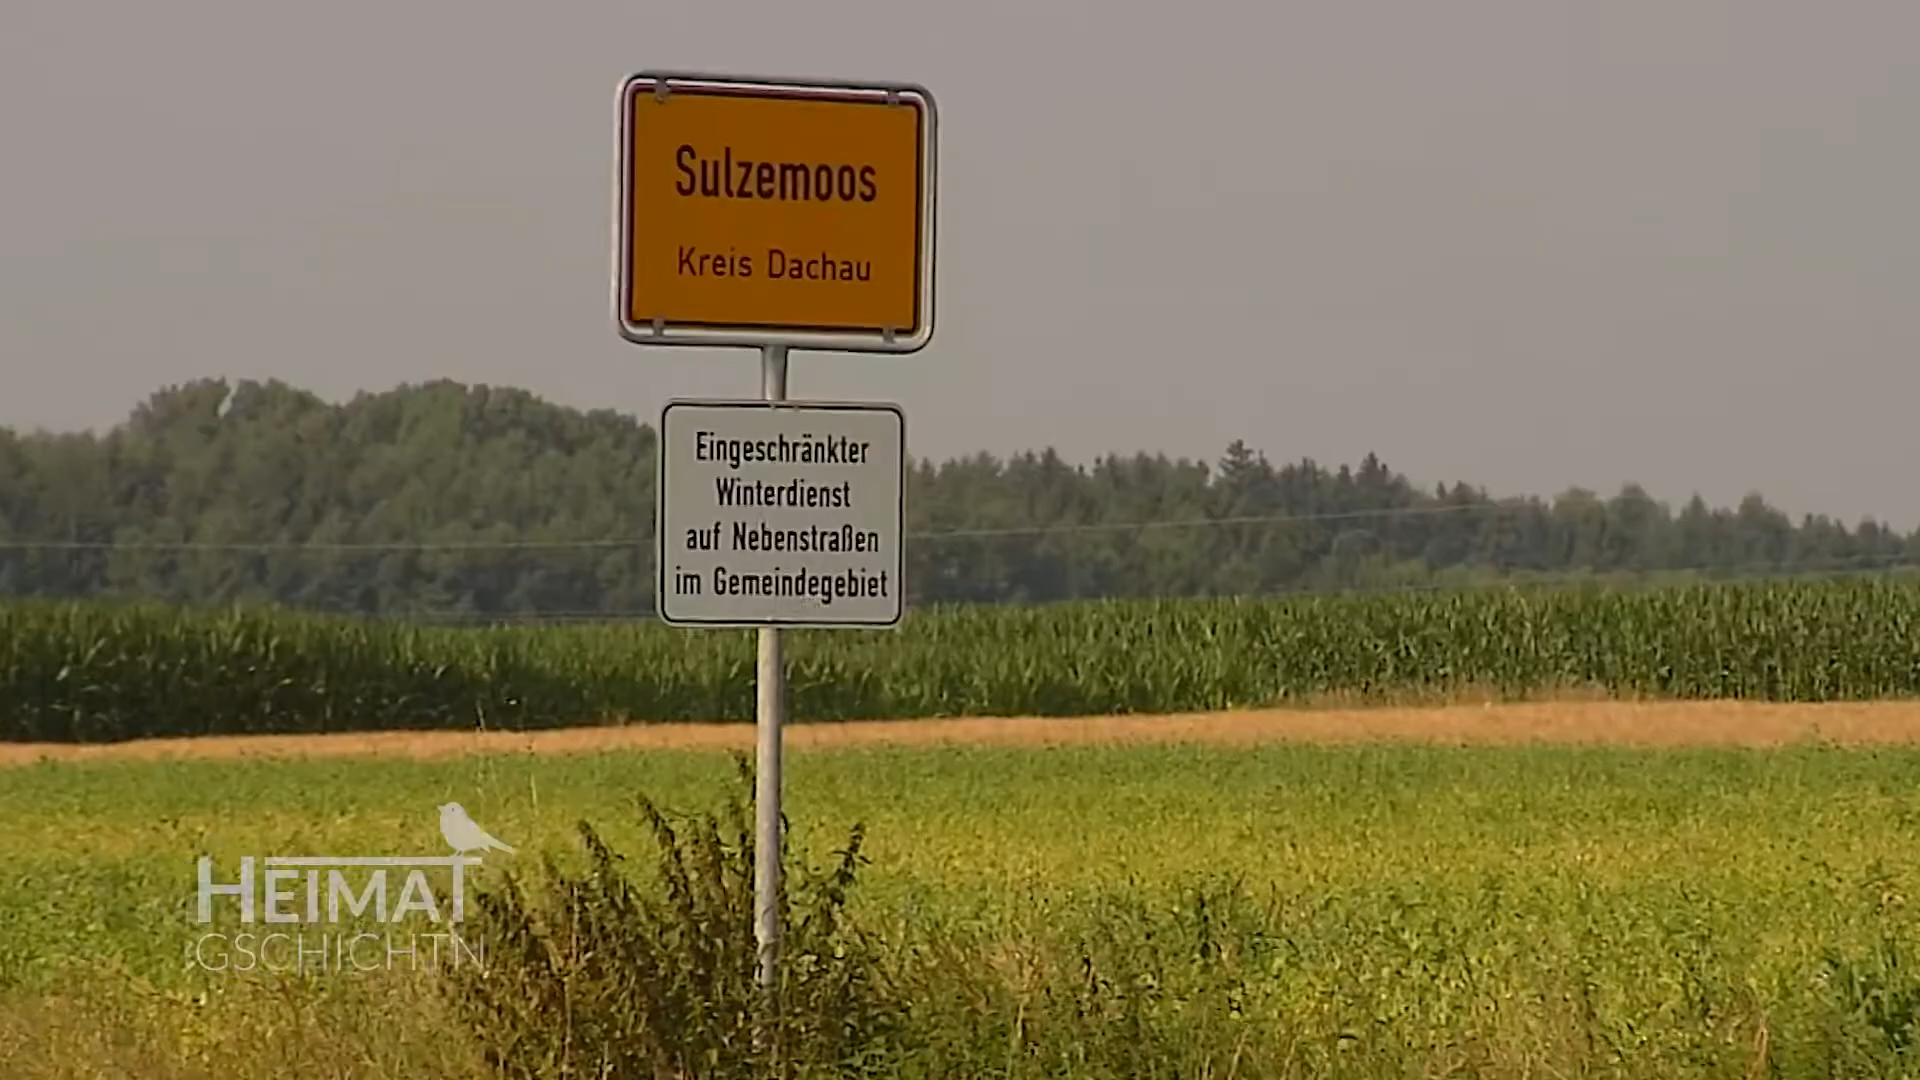 Sulzemoos
Kreis Dachau
Eingeschränkter
Winterdienst
auf Nebenstraßen
im Gemeindegebiet
HEIMAT
GSCHICHTN